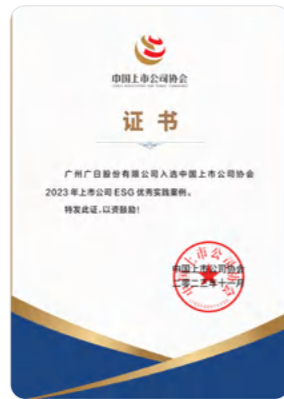 中国上市公司协会
证书
广州广日股份有限公司入选中国上市公司协会
2023年上市公司ESG优秀实践案例。
特发此证，以资鼓励！
中国上市公司协会
二〇二三年十一月